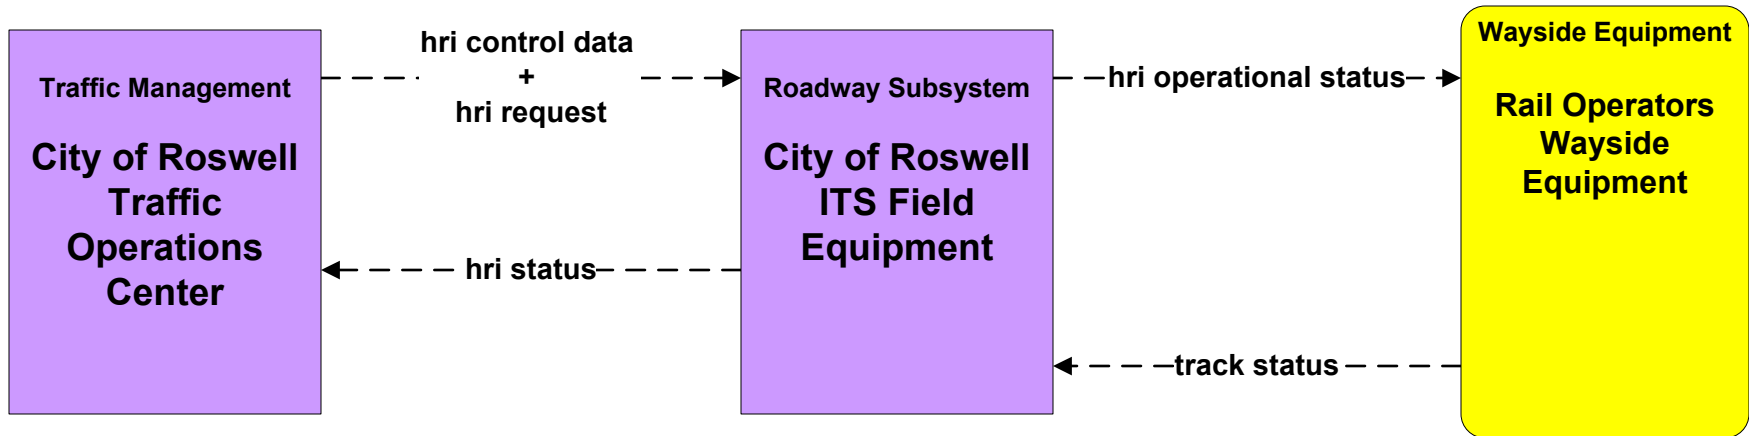 Traffic Management
City of Roswell
Traffic
Operations
Center
hri control data
+
hri request
hri status
Roadway Subsystem
City of Roswell
ITS Field
Equipment
hri operational status
track status
Wayside Equipment
Rail Operators
Wayside
Equipment